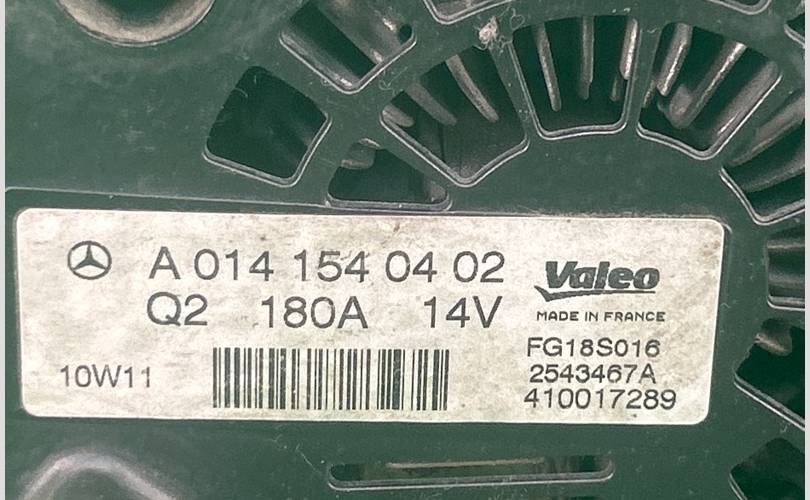 A 014 154 04 02
Q2 180A 14V
Valeo
MADE IN FRANCE
10W11
FG18S016
2543467A
410017289